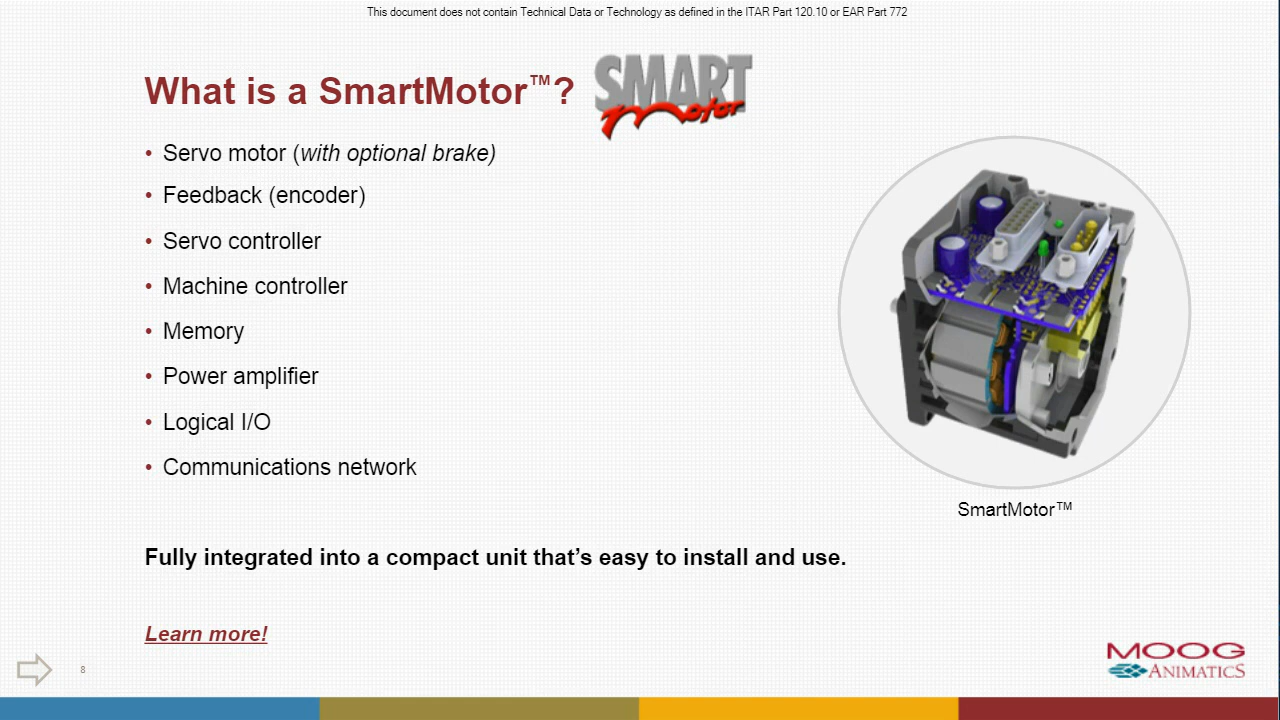 This document does not contain Technical Data or Technology as defined in the ITAR Part 120.10 or EAR Part 772
What is a SmartMotor™?
SMART
motor
• Servo motor (with optional brake)
• Feedback (encoder)
• Servo controller
• Machine controller
• Memory
• Power amplifier
• Logical I/O
• Communications network
SmartMotor™
Fully integrated into a compact unit that’s easy to install and use.
Learn more!
8
MOOG
ANIMATICS